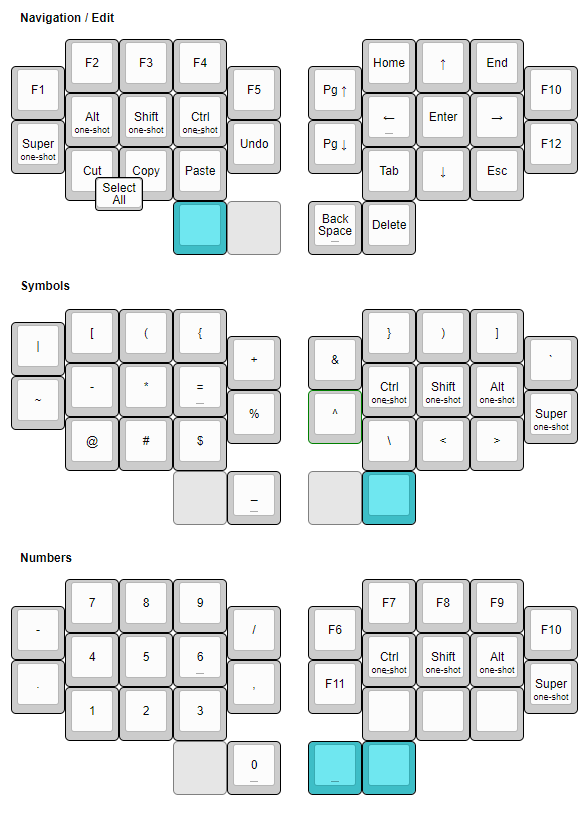 Navigation / Edit
F2 F3 F4 Home ↑ End
F1 F5 Pg ↑ F10
Alt
one-shot
Shift
one-shot
Ctrl
one-shot
← Enter →
_
Super
one-shot
Undo Pg ↓ F12
Cut Copy Paste Tab ↓ Esc
Select
All
Back
Space
_
Delete
Symbols
[ ( { } ) ]
| + & `
- * =
_
Ctrl
one-shot
Shift
one-shot
Alt
one-shot
~ % ^
Super
one-shot
@ # $ \ < >
_
_
Numbers
7 8 9 F7 F8 F9
- / F6 F10
4 5 6
_
Ctrl
one-shot
Shift
one-shot
Alt
one-shot
. , F11
Super
one-shot
1 2 3
0
_
_